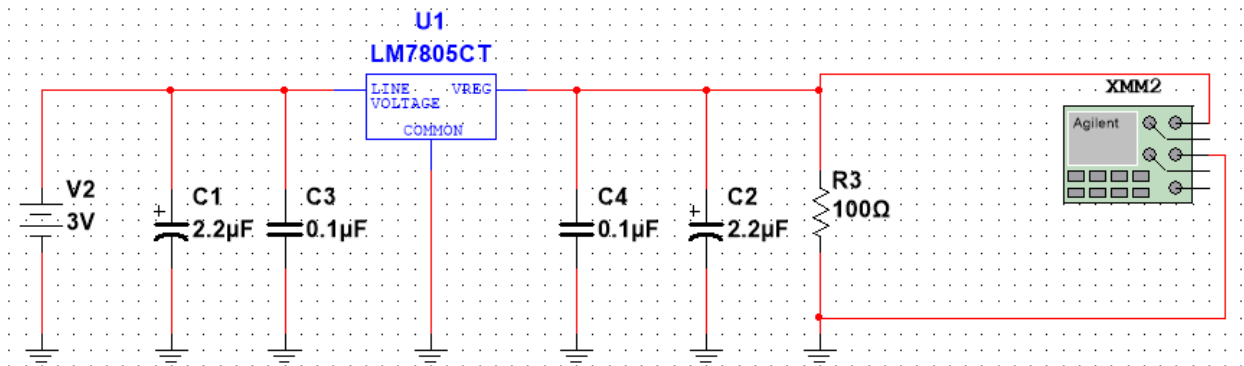 U1
LM7805CT
LINE VREG
VOLTAGE
COMMON
XMM2
Agilent
V2
3V
C1
2.2µF
C3
0.1µF
C4
0.1µF
C2
2.2µF
R3
100Ω